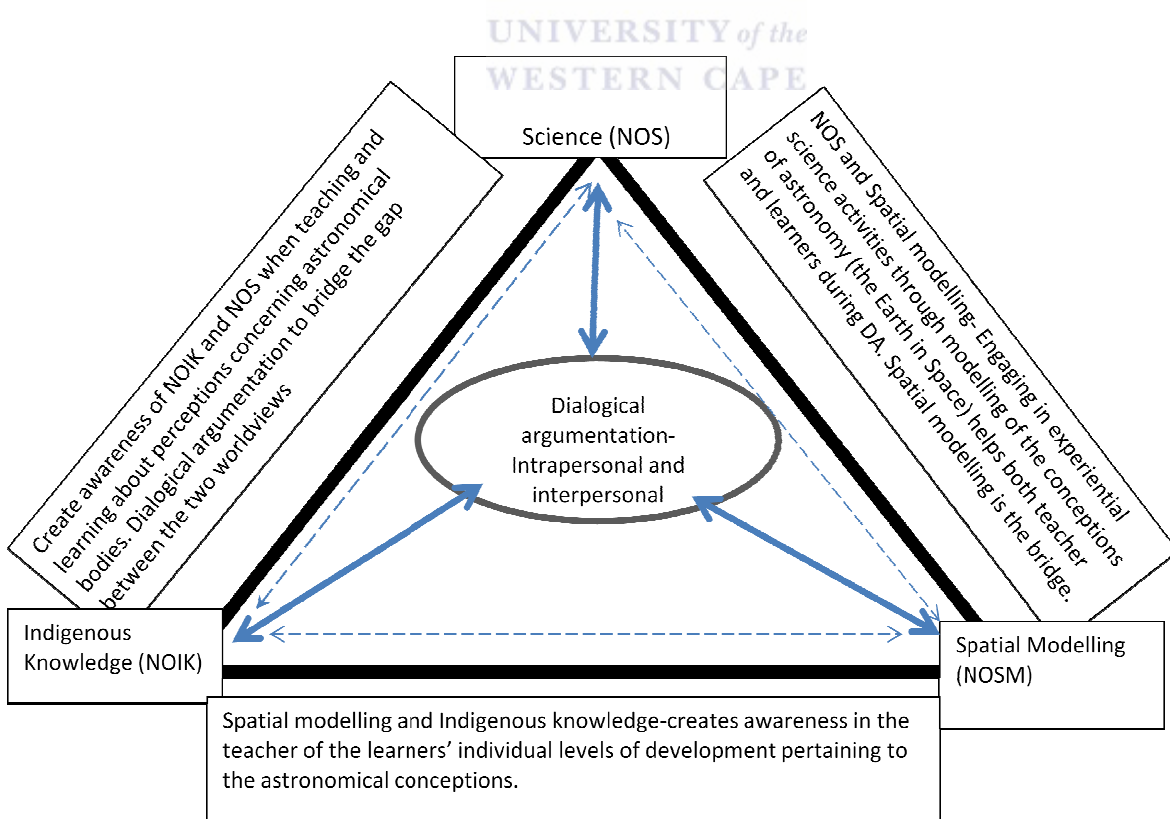 UNIVERSITY of the
WESTERN CAPE
Science (NOS)
Create awareness of NOIK and NOS when teaching and
learning about perceptions concerning astronomical
bodies. Dialogical argumentation to bridge the gap
between the two worldviews
NOS and Spatial modelling- Engaging in experiential
science activities through modelling of the conceptions
of astronomy (the Earth in Space) helps both teacher
and learners during DA. Spatial modelling is the bridge.
Dialogical
argumentation-
Intrapersonal and
interpersonal
Indigenous
Knowledge (NOIK)
Spatial Modelling
(NOSM)
Spatial modelling and Indigenous knowledge-creates awareness in the
teacher of the learners’ individual levels of development pertaining to
the astronomical conceptions.